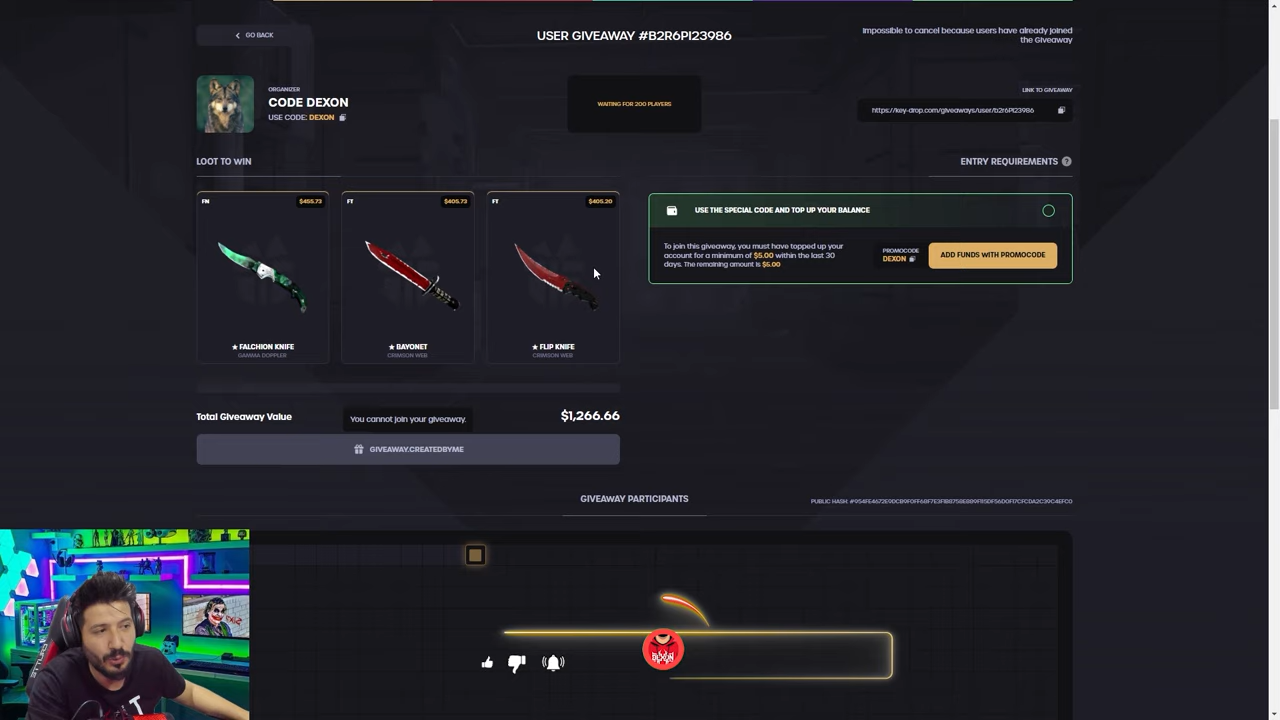 GO BACK
USER GIVEAWAY #B2R6PI23986
Impossible to cancel because users have already joined
the Giveaway
ORGANIZER
CODE DEXON
USE CODE: DEXON
WAITING FOR 200 PLAYERS
LINK TO GIVEAWAY
https://key-drop.com/giveaways/user/b2r6PI23986
LOOT TO WIN
ENTRY REQUIREMENTS ?
FN
$455.73
FT
$405.73
FT
$405.20
USE THE SPECIAL CODE AND TOP UP YOUR BALANCE
To join this giveaway, you must have topped up your
account for a minimum of $5.00 within the last 30
days. The remaining amount is $5.00
PROMOCODE
DEXON
ADD FUNDS WITH PROMOCODE
★ FALCHION KNIFE
GAMMA DOPPLER
★ BAYONET
CRIMSON WEB
★ FLIP KNIFE
CRIMSON WEB
Total Giveaway Value
You cannot join your giveaway.
$1,266.66
GIVEAWAY.CREATEDBYME
GIVEAWAY PARTICIPANTS
PUBLIC HASH:
DEXON